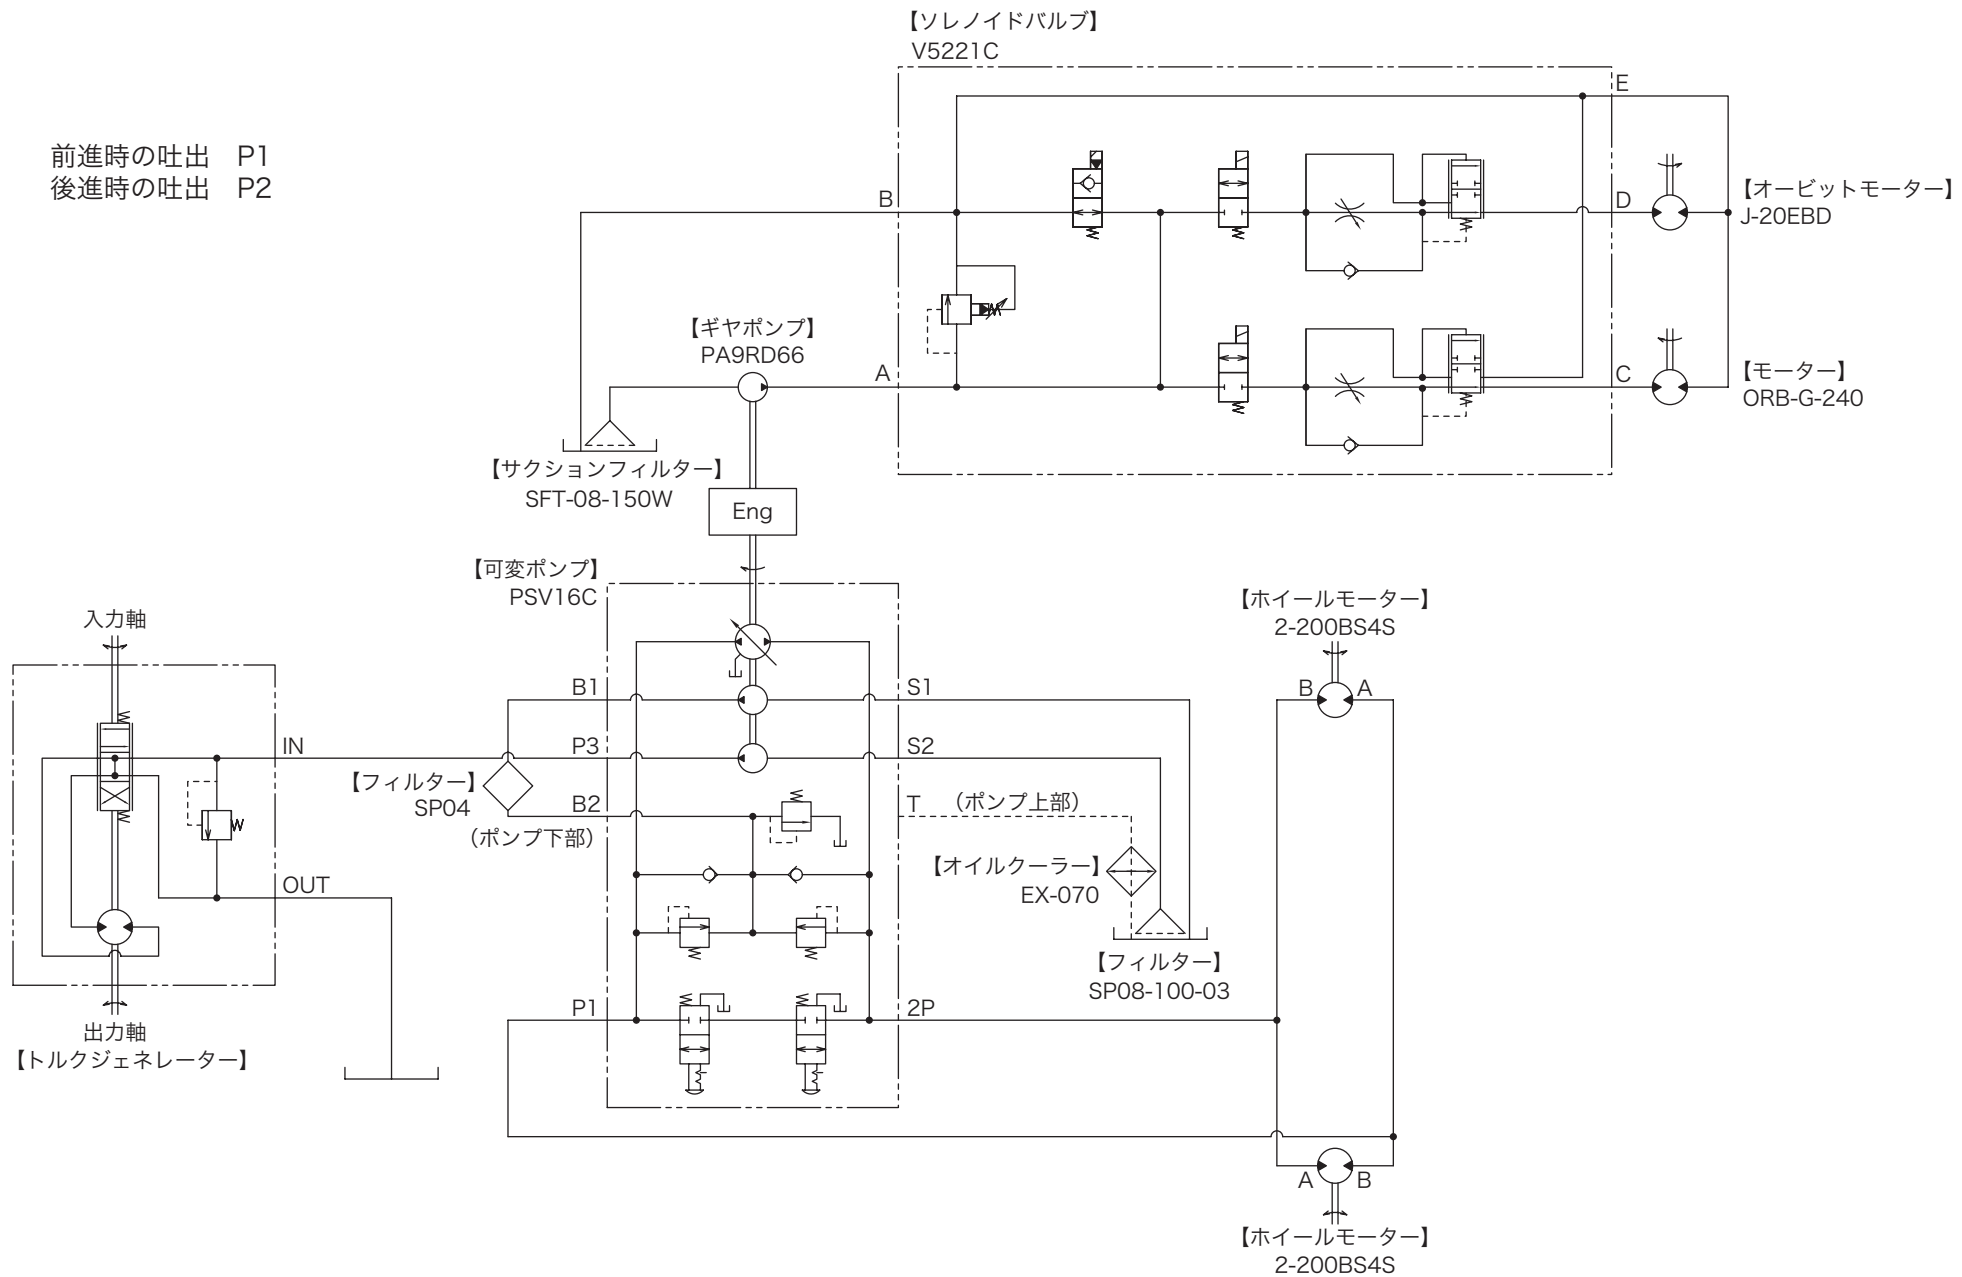 【ソレノイドバルブ】
V5221C
E
前進時の吐出 P1
後進時の吐出 P2
B
D
【オービットモーター】
J-20EBD
【ギヤポンプ】
PA9RD66
A
C
【モーター】
ORB-G-240
【サクションフィルター】
SFT-08-150W
Eng
【可変ポンプ】
PSV16C
【ホイールモーター】
2-200BS4S
入力軸
B1
S1
B
A
IN
P3
S2
【フィルター】
SP04
B2
（ポンプ下部）
T
（ポンプ上部）
【オイルクーラー】
EX-070
OUT
【フィルター】
SP08-100-03
P1
2P
出力軸
【トルクジェネレーター】
A
B
【ホイールモーター】
2-200BS4S